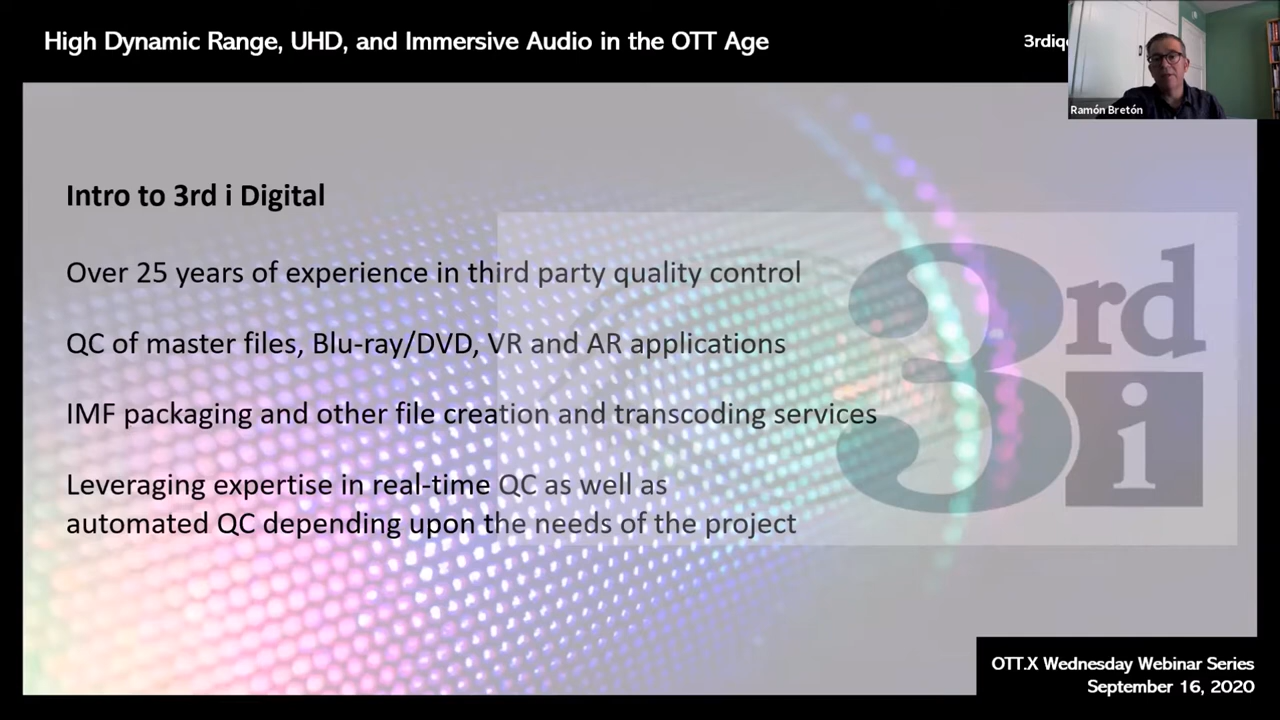 High Dynamic Range, UHD, and Immersive Audio in the OTT Age
Ramón Bretón
Intro to 3rd i Digital
Over 25 years of experience in third party quality control
QC of master files, Blu-ray/DVD, VR and AR applications
IMF packaging and other file creation and transcoding services
Leveraging expertise in real-time QC as well as
automated QC depending upon the needs of the project
3rd
i
OTT.X Wednesday Webinar Series
September 16, 2020